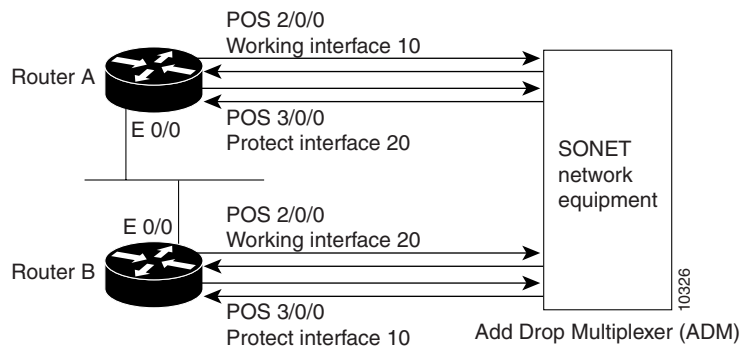 POS 2/0/0
Working interface 10
Router A
POS 3/0/0
E 0/0
Protect interface 20
SONET
network
equipment
E 0/0
POS 2/0/0
Working interface 20
Router B
POS 3/0/0
Protect interface 10
10326
Add Drop Multiplexer (ADM)